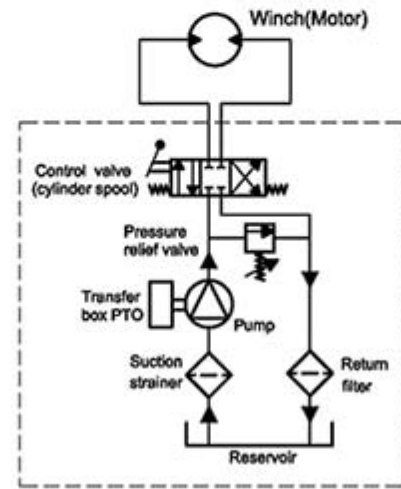 Winch(Motor)
Control valve
(cylinder spool)
Pressure
relief valve
Transfer
box PTO
Pump
Suction
strainer
Return
filter
Reservoir